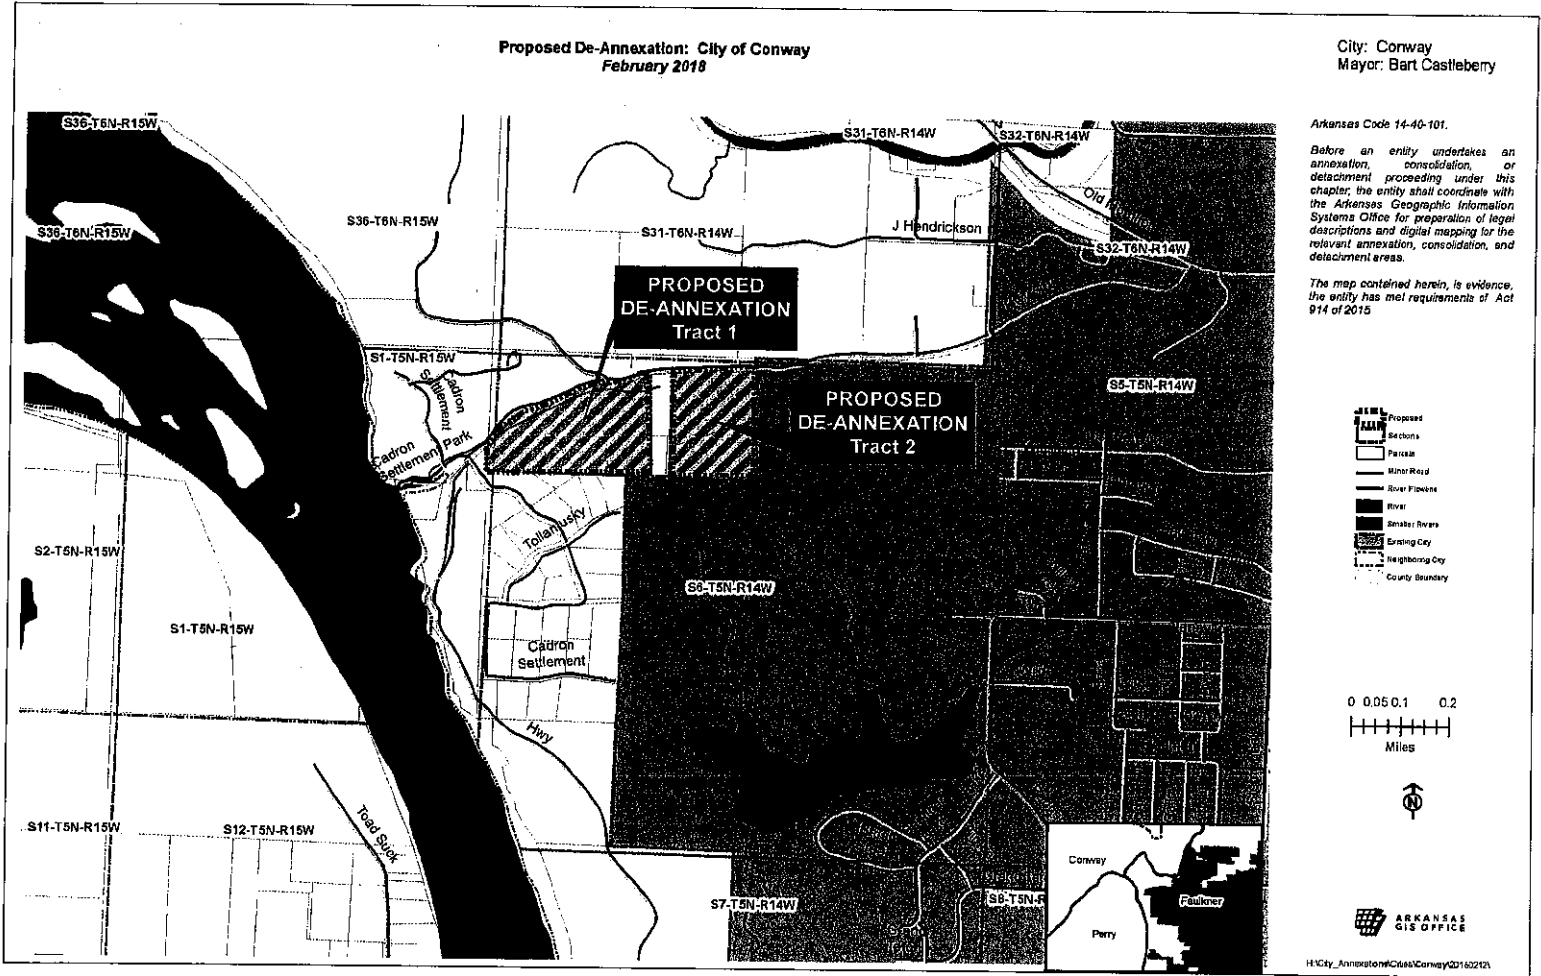 Proposed De-Annexation: City of Conway
February 2018
City: Conway
Mayor: Bart Castleberry
Arkansas Code 14-40-101.
Before an entity undertakes an
annexation, consolidation, or
detachment proceeding under this
chapter, the entity shall coordinate with
the Arkansas Geographic Information
Systems Office for preparation of legal
descriptions and digital mapping for the
relevant annexation, consolidation, and
detachment areas.
The map contained herein, is evidence,
the entity has met requirements of Act
914 of 2015
S36-T6N-R15W
S31-T6N-R14W
S32-T6N-R14W
Old
S36-T6N-R15W
S36-T6N-R15W
S31-T6N-R14W
J Hendrickson
S32-T6N-R14W
PROPOSED
DE-ANNEXATION
Tract 1
S1-T5N-R15W
Cadron
Settlement
S5-T5N-R14W
PROPOSED
DE-ANNEXATION
Tract 2
Cadron
Settlement Park
Tollantusky
S2-T5N-R15W
S6-T5N-R14W
S1-T5N-R15W
Cadron
Settlement
Hwy
Toad Suck
S11-T5N-R15W
S12-T5N-R15W
S7-T5N-R14W
S8-T5N-R
Proposed
Sections
Parcels
Minor Road
River Flowline
River
Smaller Rivers
Existing City
Neighboring City
County Boundary
0 0.05 0.1 0.2
Miles
N
Conway
Faulkner
Perry
ARKANSAS
GIS OFFICE